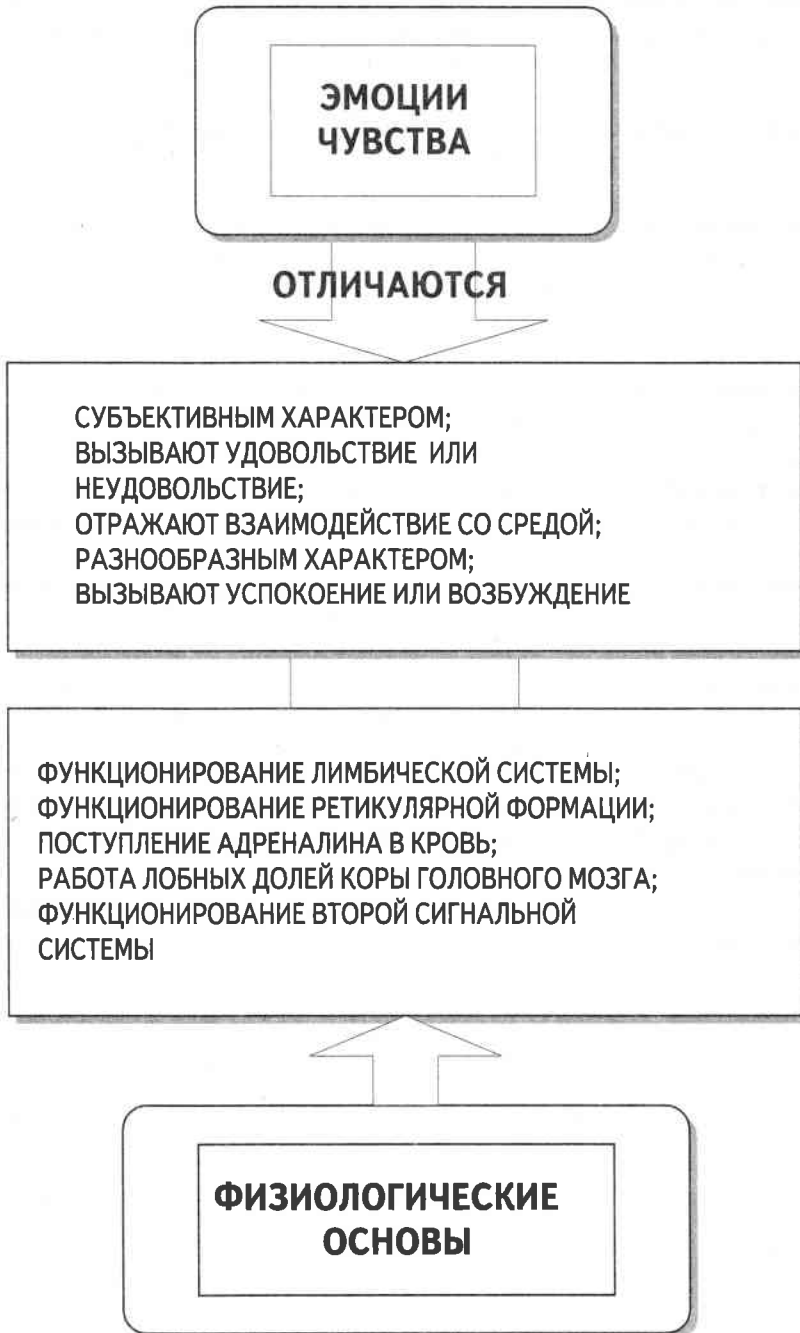 ЭМОЦИИ
ЧУВСТВА
ОТЛИЧАЮТСЯ
СУБЪЕКТИВНЫМ ХАРАКТЕРОМ;
ВЫЗЫВАЮТ УДОВОЛЬСТВИЕ ИЛИ
НЕУДОВОЛЬСТВИЕ;
ОТРАЖАЮТ ВЗАИМОДЕЙСТВИЕ СО СРЕДОЙ;
РАЗНООБРАЗНЫМ ХАРАКТЕРОМ;
ВЫЗЫВАЮТ УСПОКОЕНИЕ ИЛИ ВОЗБУЖДЕНИЕ
ФУНКЦИОНИРОВАНИЕ ЛИМБИЧЕСКОЙ СИСТЕМЫ;
ФУНКЦИОНИРОВАНИЕ РЕТИКУЛЯРНОЙ ФОРМАЦИИ;
ПОСТУПЛЕНИЕ АДРЕНАЛИНА В КРОВЬ;
РАБОТА ЛОБНЫХ ДОЛЕЙ КОРЫ ГОЛОВНОГО МОЗГА;
ФУНКЦИОНИРОВАНИЕ ВТОРОЙ СИГНАЛЬНОЙ
СИСТЕМЫ
ФИЗИОЛОГИЧЕСКИЕ
ОСНОВЫ